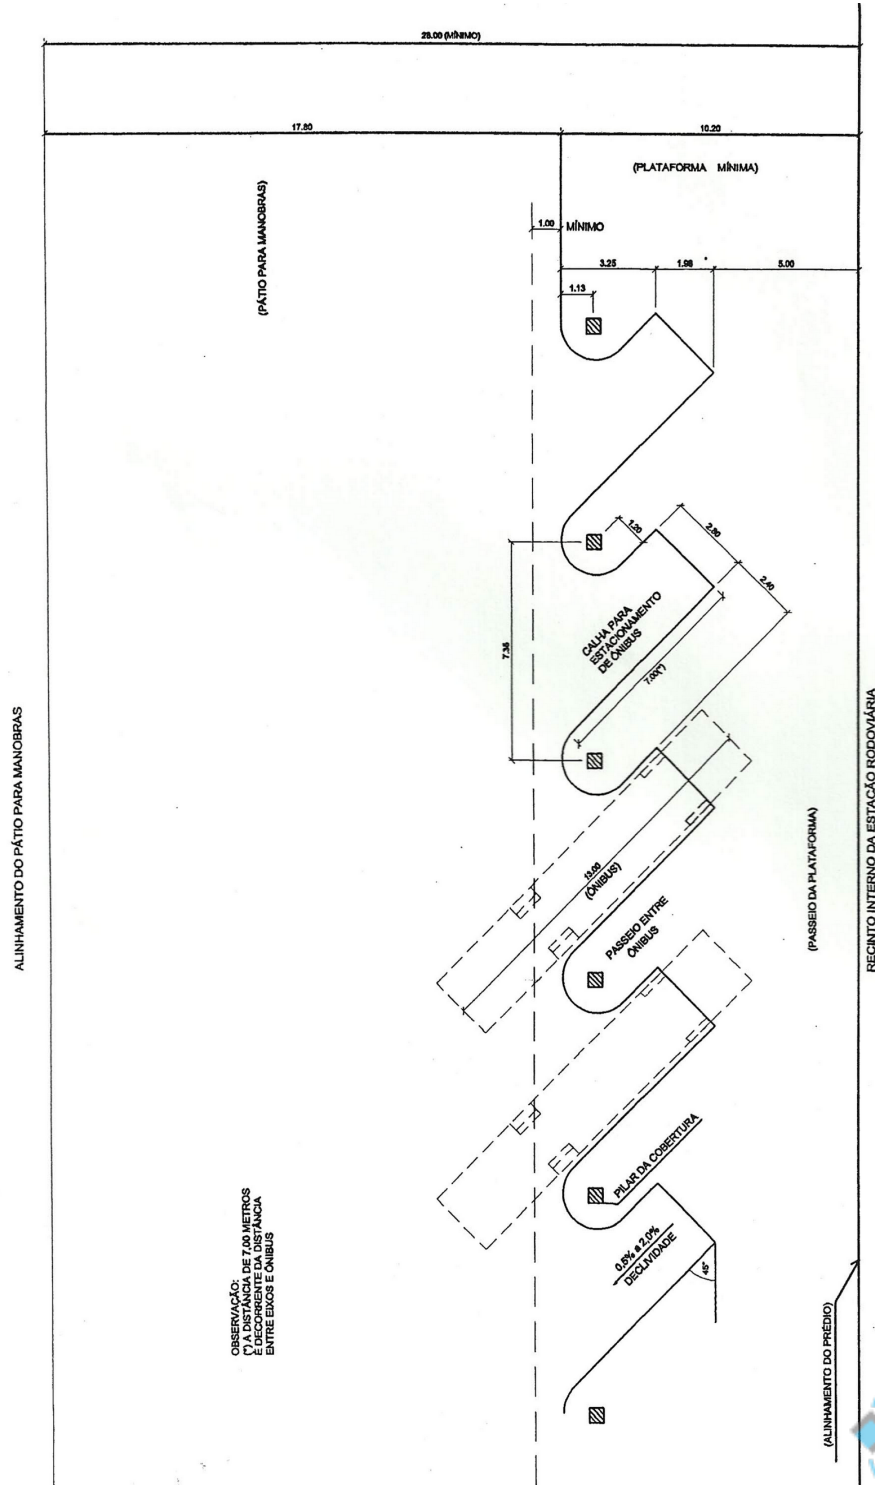 28.00 (MÍNIMO)
17.80
10.20
(PLATAFORMA MÍNIMA)
(PÁTIO PARA MANOBRAS)
1.00
MÍNIMO
3.25
1.98
5.00
1.13
1.20
2.80
2.40
7.35
CALHA PARA
ESTACIONAMENTO
DE ÔNIBUS
7.00(*)
ALINHAMENTO DO PÁTIO PARA MANOBRAS
RECINTO INTERNO DA ESTAÇÃO RODOVIÁRIA
13.00
(ÔNIBUS)
(PASSEIO DA PLATAFORMA)
PASSEIO ENTRE
ÔNIBUS
PILAR DA COBERTURA
OBSERVAÇÃO:
(*) A DISTÂNCIA DE 7,00 METROS
É DECORRENTE DA DISTÂNCIA
ENTRE EIXOS E ÔNIBUS
0,5% a 2,0%
DECLIVIDADE
45°
(ALINHAMENTO DO PRÉDIO)